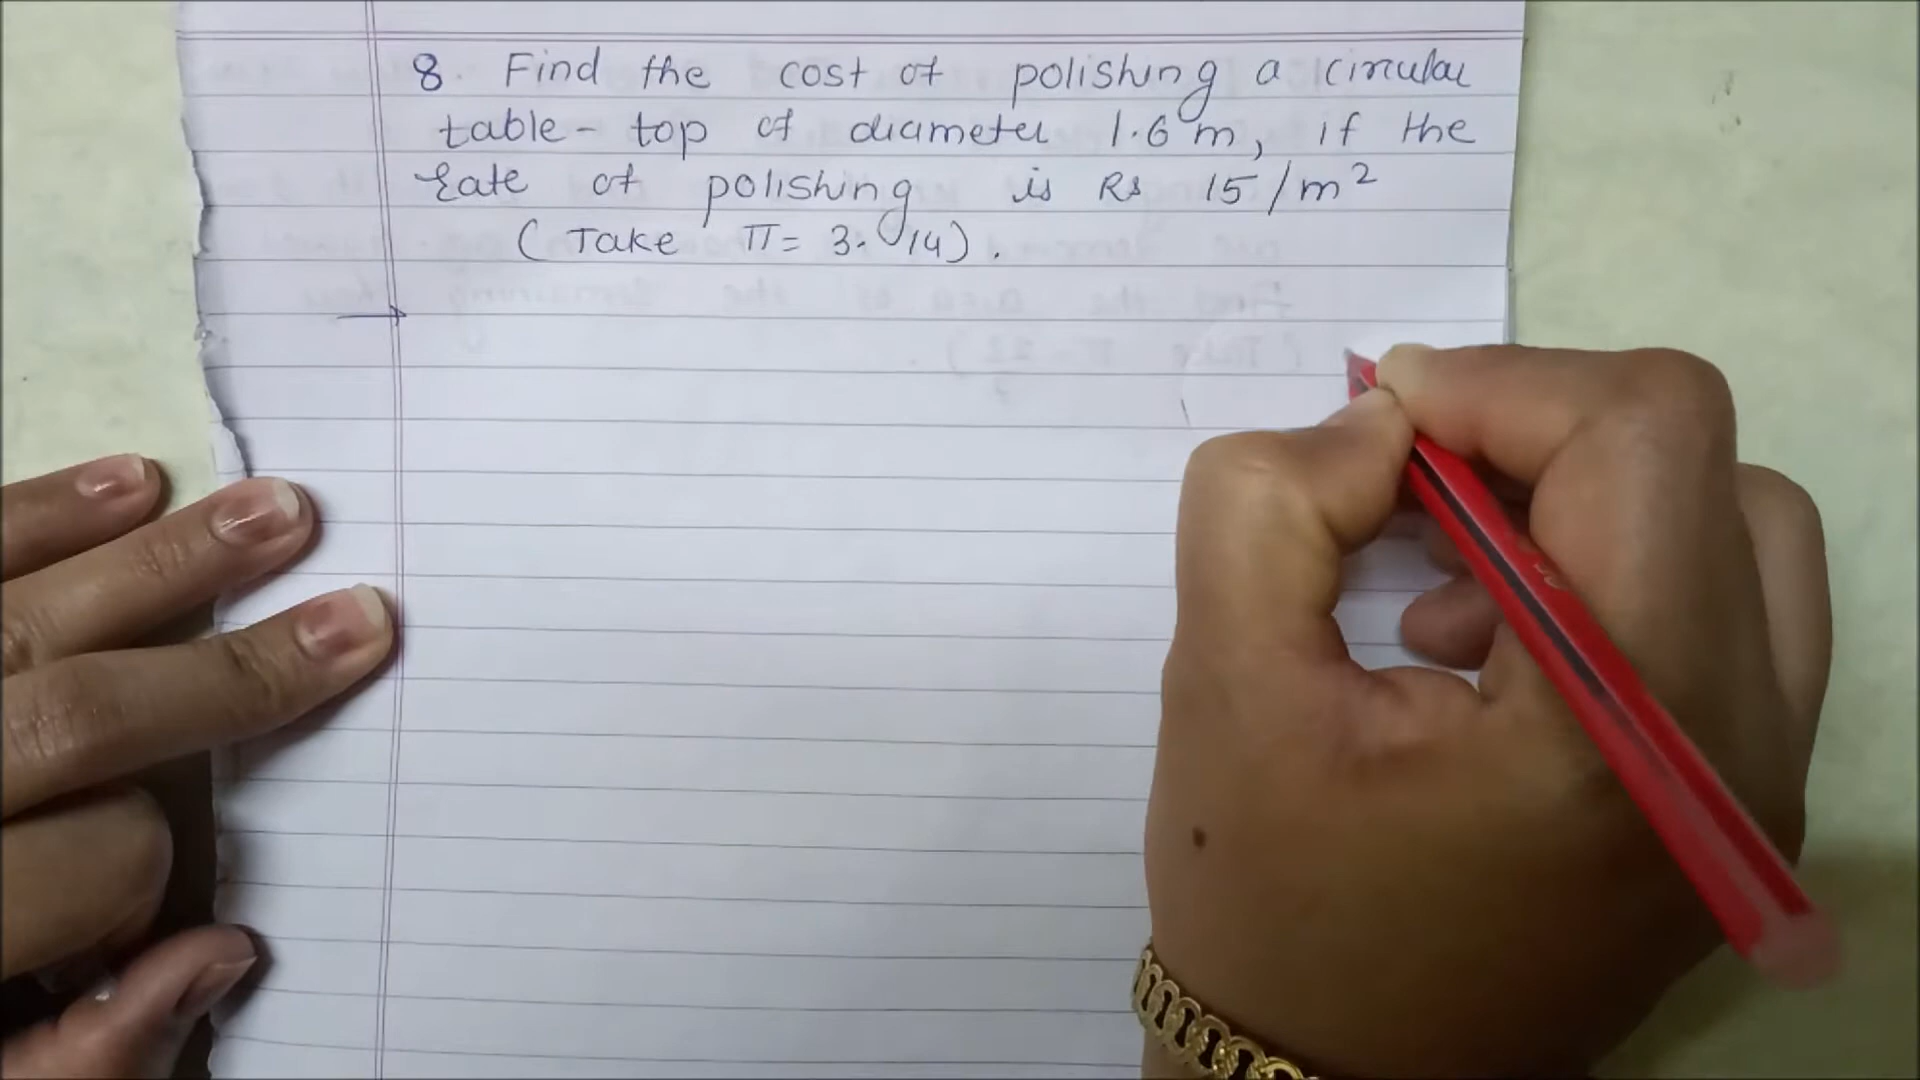 8 Find the cost of polishing a circular
table- top of diameter 1.6 m, if the
rate of polishing is Rs 15/m²
(Take π= 3.14).